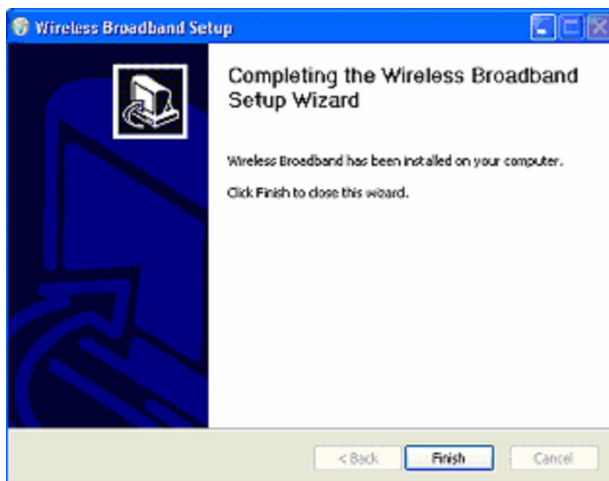 Wireless Broadband Setup
Completing the Wireless Broadband
Setup Wizard
Wireless Broadband has been installed on your computer.
Click Finish to close this wizard.
< Back
Finish
Cancel